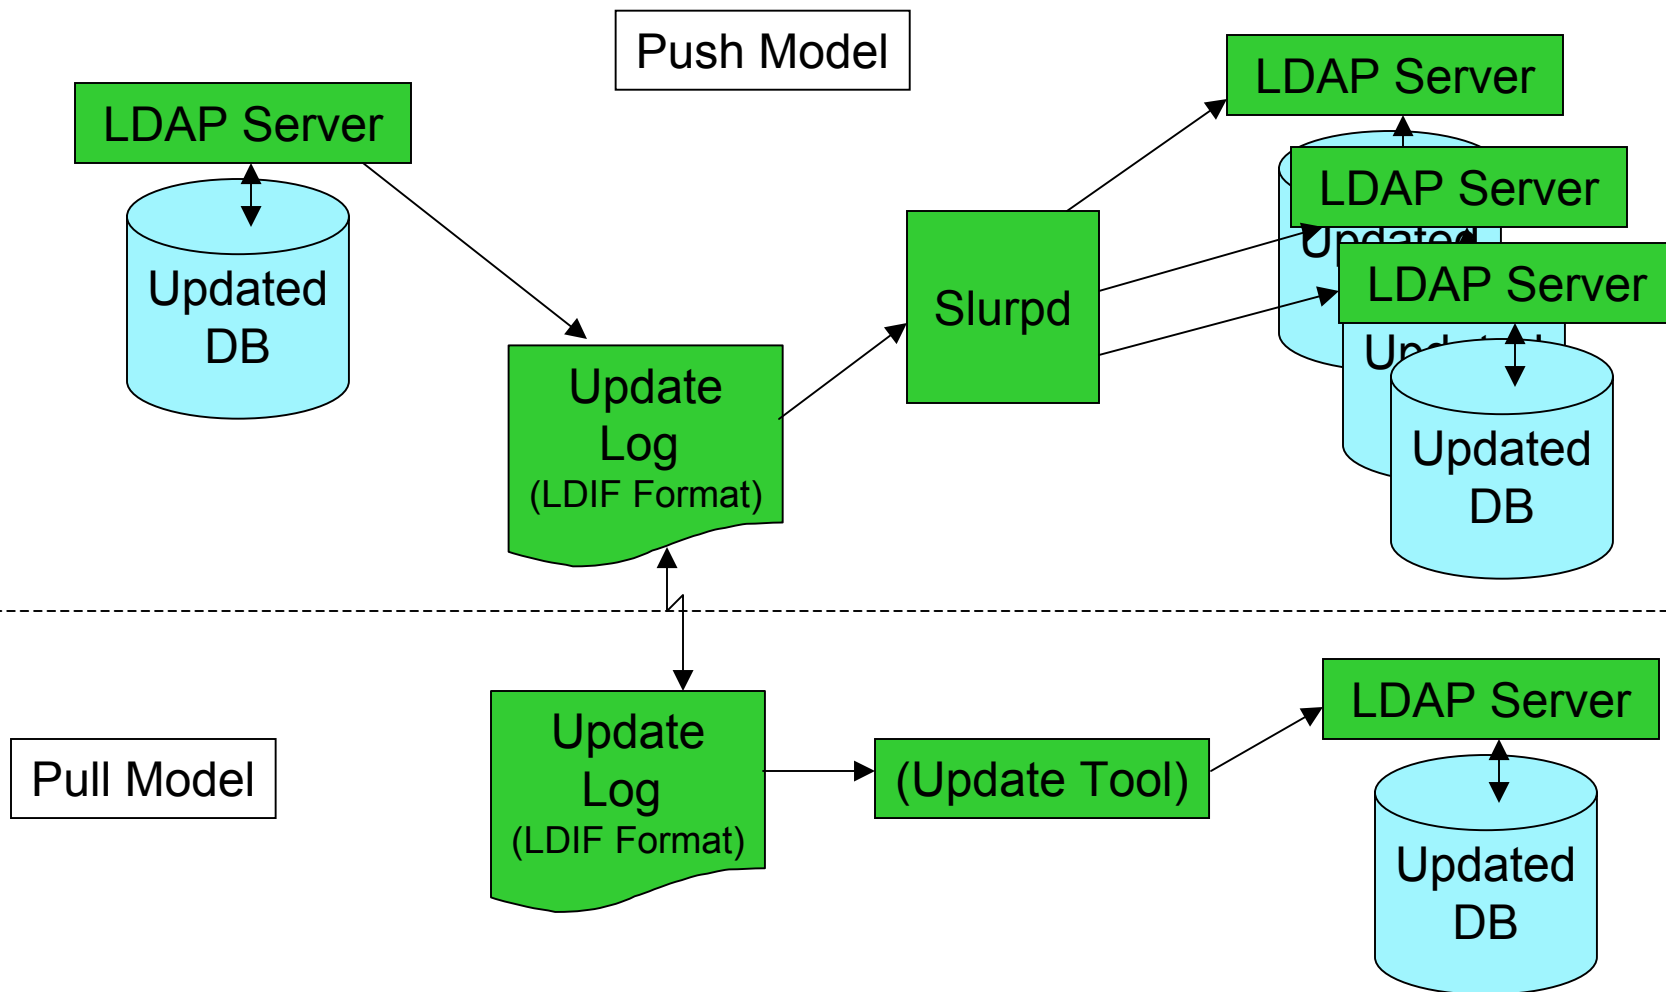 Push Model
LDAP Server
Updated
DB
Update
Log
(LDIF Format)
Slurpd
LDAP Server
LDAP Server
Updated
LDAP Server
Updated
DB
Pull Model
Update
Log
(LDIF Format)
(Update Tool)
LDAP Server
Updated
DB